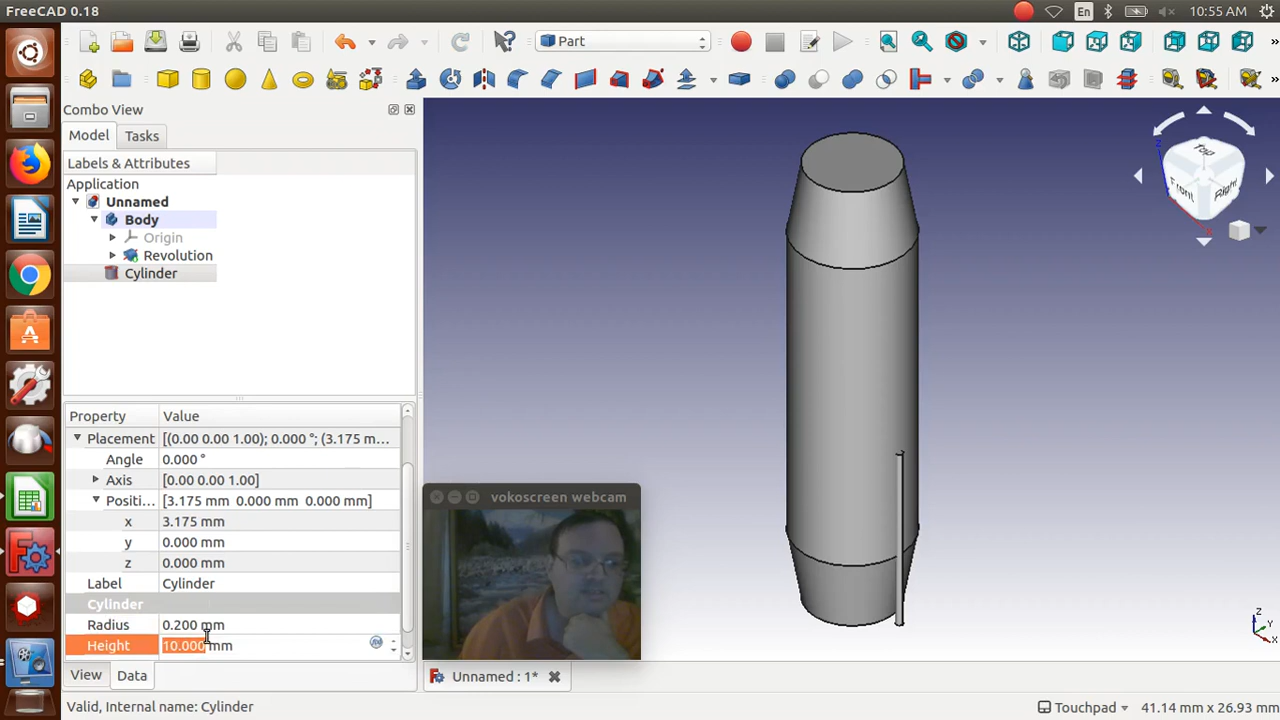 FreeCAD 0.18
En
10:55 AM
Part
»
»
Combo View
Model
Tasks
Labels & Attributes
Application
Unnamed
Body
Origin
Revolution
Cylinder
Top
Front
Right
Z
X
Property
Value
Placement
[(0.00 0.00 1.00); 0.000 °; (3.175 m...
Angle
0.000 °
Axis
[0.00 0.00 1.00]
Positi...
[3.175 mm 0.000 mm 0.000 mm]
x
3.175 mm
y
0.000 mm
z
0.000 mm
Label
Cylinder
Cylinder
Radius
0.200 mm
Height
10.000 mm
vokoscreen webcam
Z
Y
X
View
Data
Unnamed : 1*
Valid, Internal name: Cylinder
Touchpad
41.14 mm x 26.93 mm